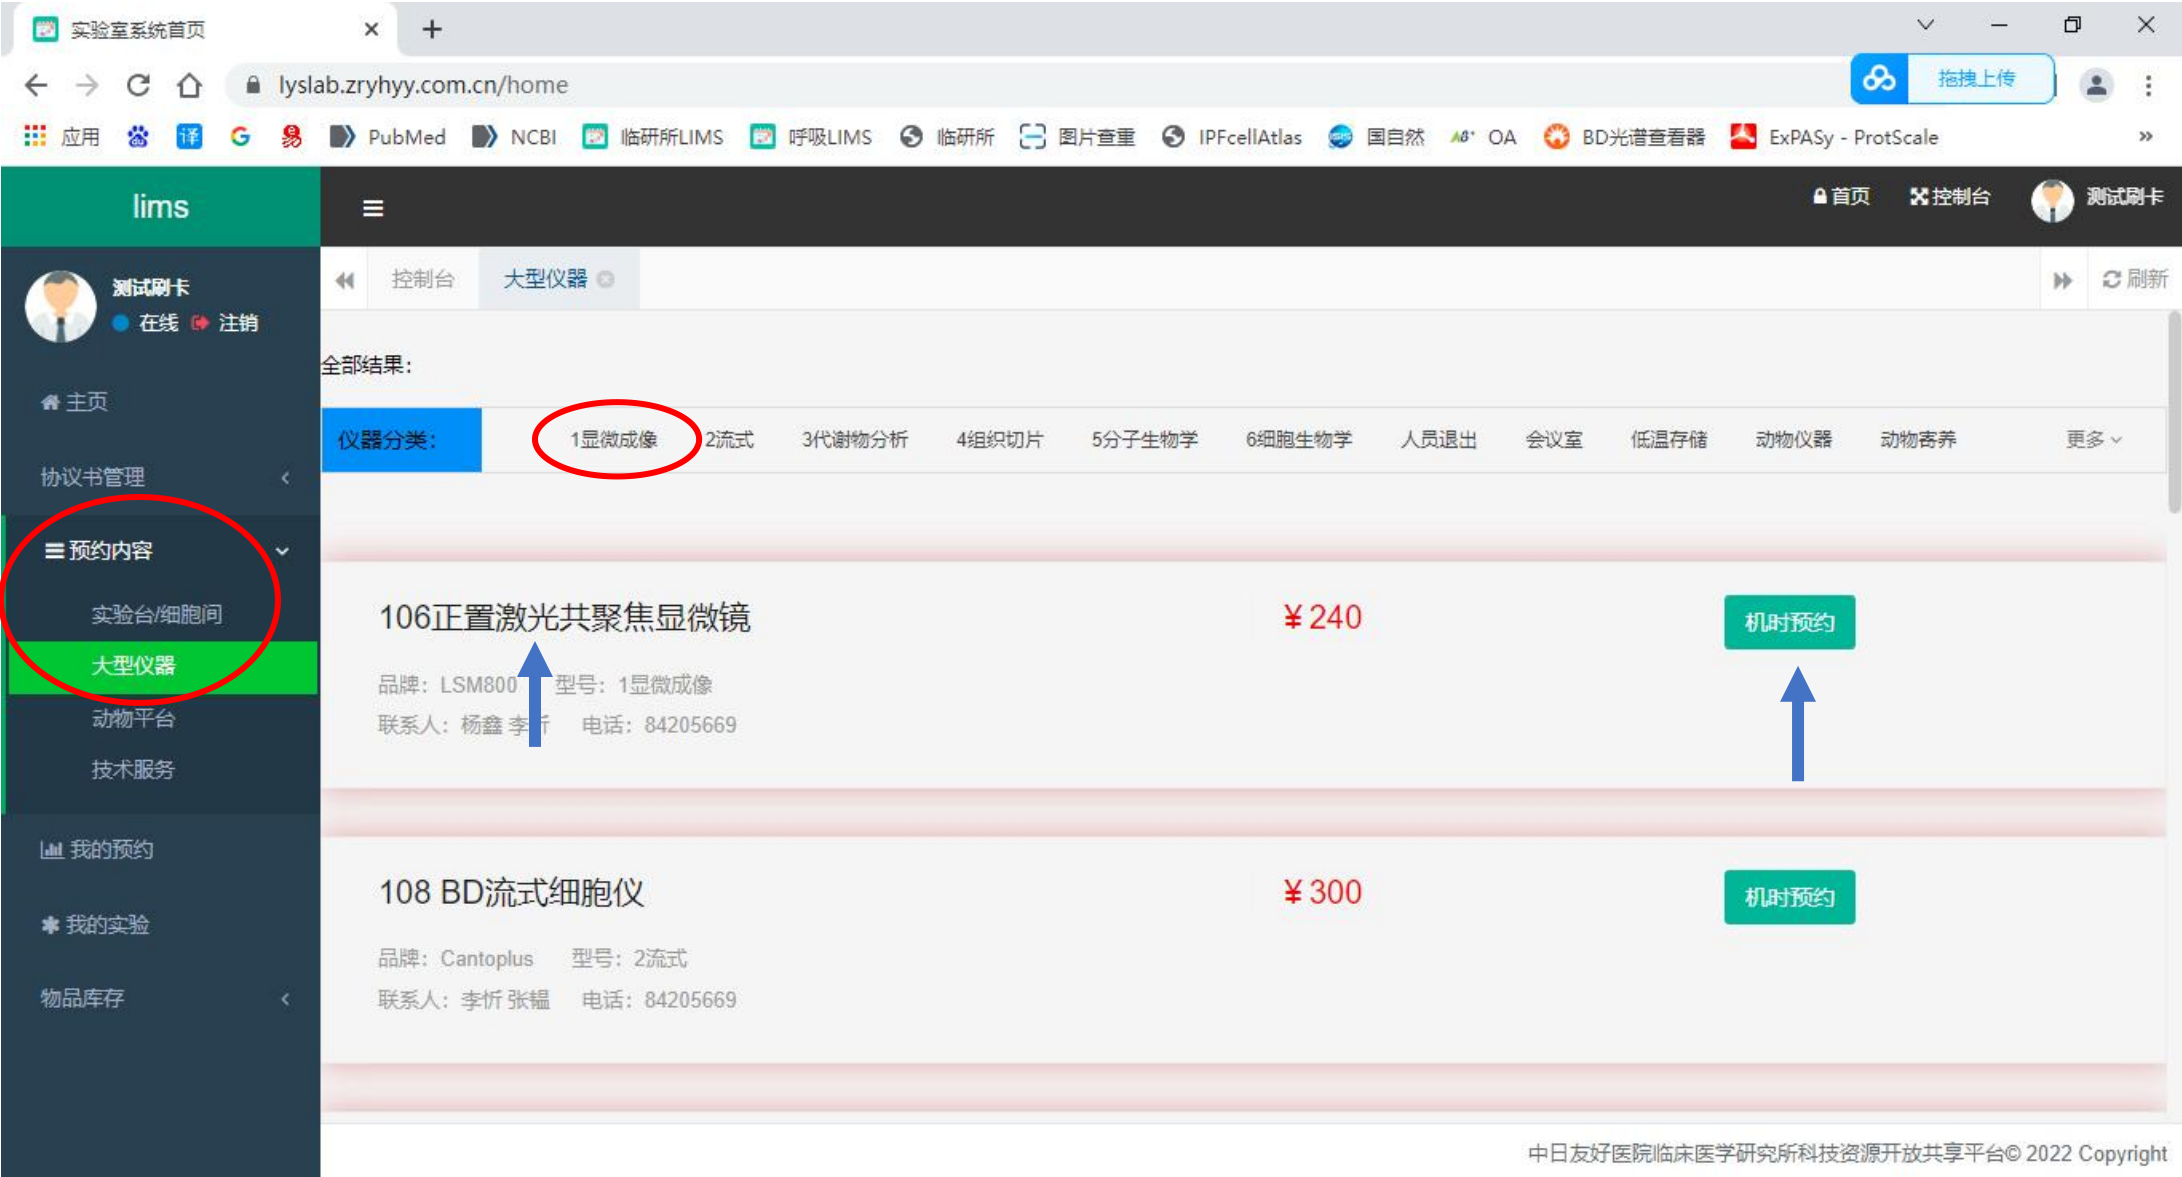 实验室系统首页
lyslab.zryhyy.com.cn/home
拖拽上传
应用 译 PubMed NCBI 临研所LIMS 呼吸LIMS 临研所 图片查重 IPFcellAtlas 国自然 OA BD光谱查看器 ExPASy - ProtScale »
lims
首页 控制台 测试刷卡
测试刷卡
在线 注销
控制台 大型仪器
刷新
全部结果：
主页
仪器分类： 1显微成像 2流式 3代谢物分析 4组织切片 5分子生物学 6细胞生物学 人员退出 会议室 低温存储 动物仪器 动物寄养 更多
协议书管理
预约内容
实验台/细胞间
大型仪器
动物平台
技术服务
我的预约
我的实验
物品库存
106正置激光共聚焦显微镜 ¥240 机时预约
品牌：LSM800 型号：1显微成像
联系人：杨鑫 李 电话：84205669
108 BD流式细胞仪 ¥300 机时预约
品牌：Cantoplus 型号：2流式
联系人：李忻 张韫 电话：84205669
中日友好医院临床医学研究所科技资源开放共享平台© 2022 Copyright